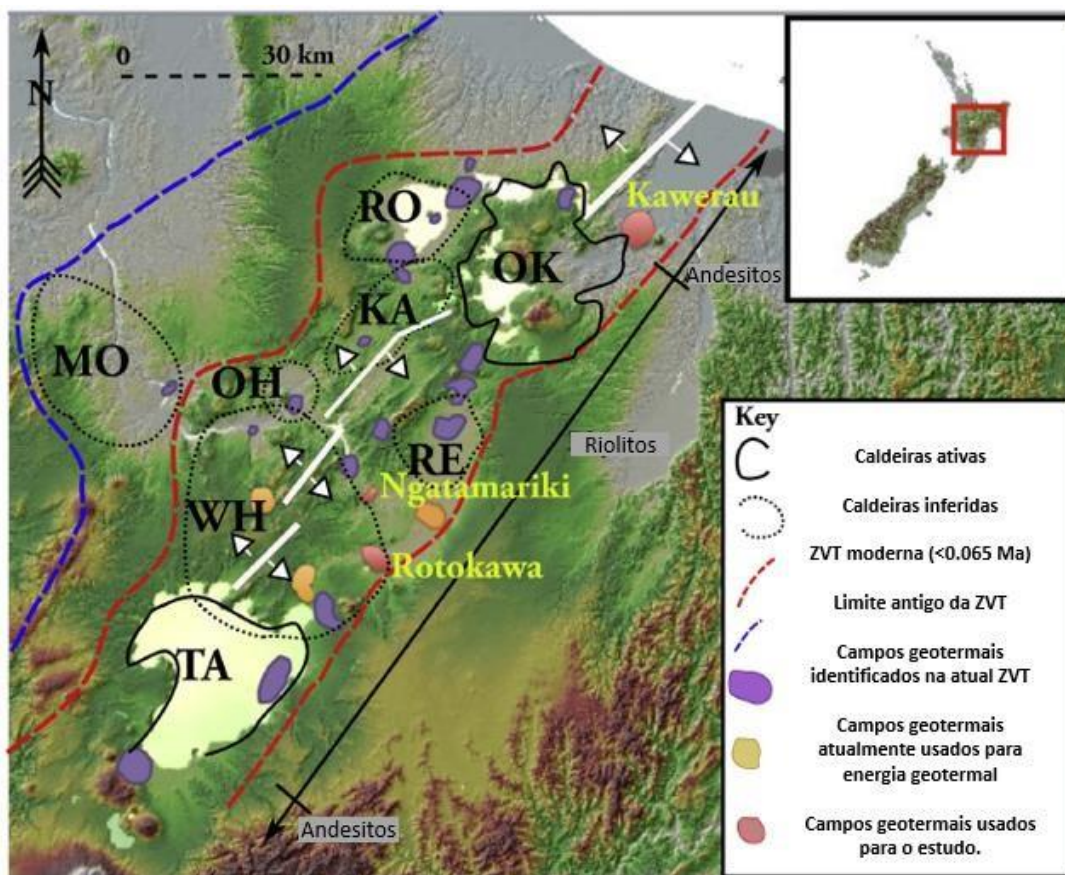 0 30 km
N
RO
Kawerau
OK
Andesitos
KA
MO
OH
Riolitos
RE
Ngatamariki
WH
Rotokawa
TA
Andesitos
Key
Caldeiras ativas
Caldeiras inferidas
ZVT moderna (<0.065 Ma)
Limite antigo da ZVT
Campos geotermais
identificados na atual ZVT
Campos geotermais
atualmente usados para
energia geotermal
Campos geotermais usados
para o estudo.